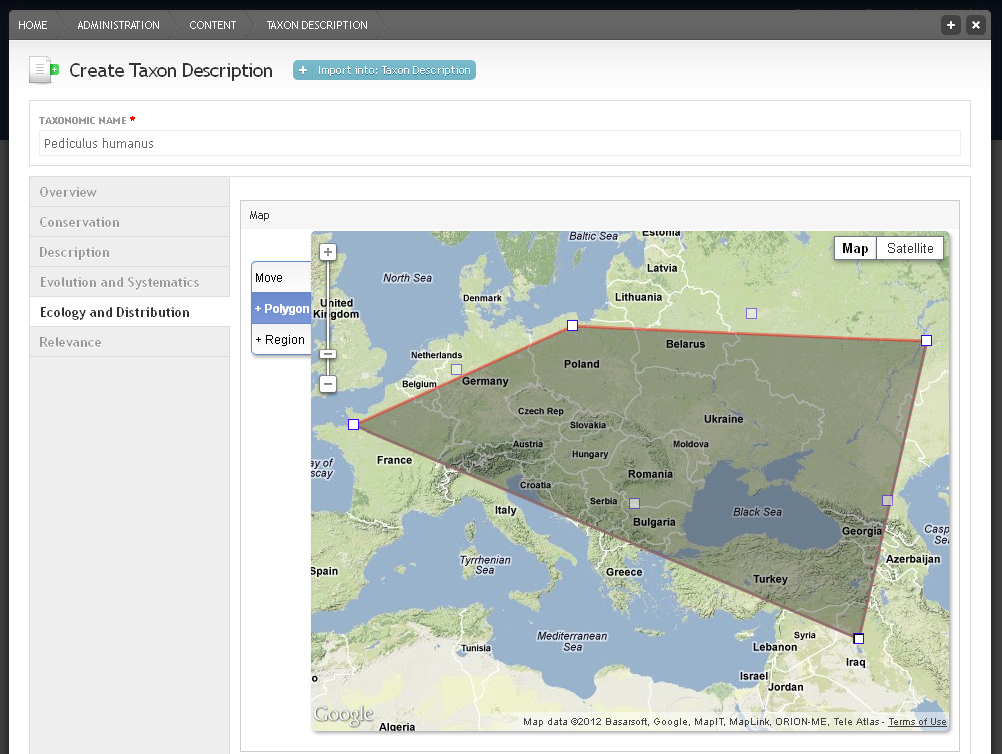 HOME ADMINISTRATION CONTENT TAXON DESCRIPTION
Create Taxon Description
+ Import into: Taxon Description
TAXONOMIC NAME *
Pediculus humanus
Overview
Conservation
Description
Evolution and Systematics
Ecology and Distribution
Relevance
Map
Move
+ Polygon
+ Region
Map Satellite
Baltic Sea
Estonia
Latvia
North Sea
Lithuania
Denmark
United
Kingdom
Belarus
Netherlands
Poland
Belgium
Germany
Czech Rep
Ukraine
Slovakia
Moldova
Austria
Hungary
France
ay of
scay
Romania
Croatia
Serbia
Italy
Black Sea
Bulgaria
Georgia
Casp
Se
Azerbaijan
Tyrrhenian
Sea
Spain
Greece
Turkey
Mediterranean
Sea
Syria
Lebanon
Tunisia
Iraq
Israel
Jordan
o
Google
Algeria
Map data ©2012 Basarsoft, Google, MapIT, MapLink, ORION-ME, Tele Atlas - Terms of Use